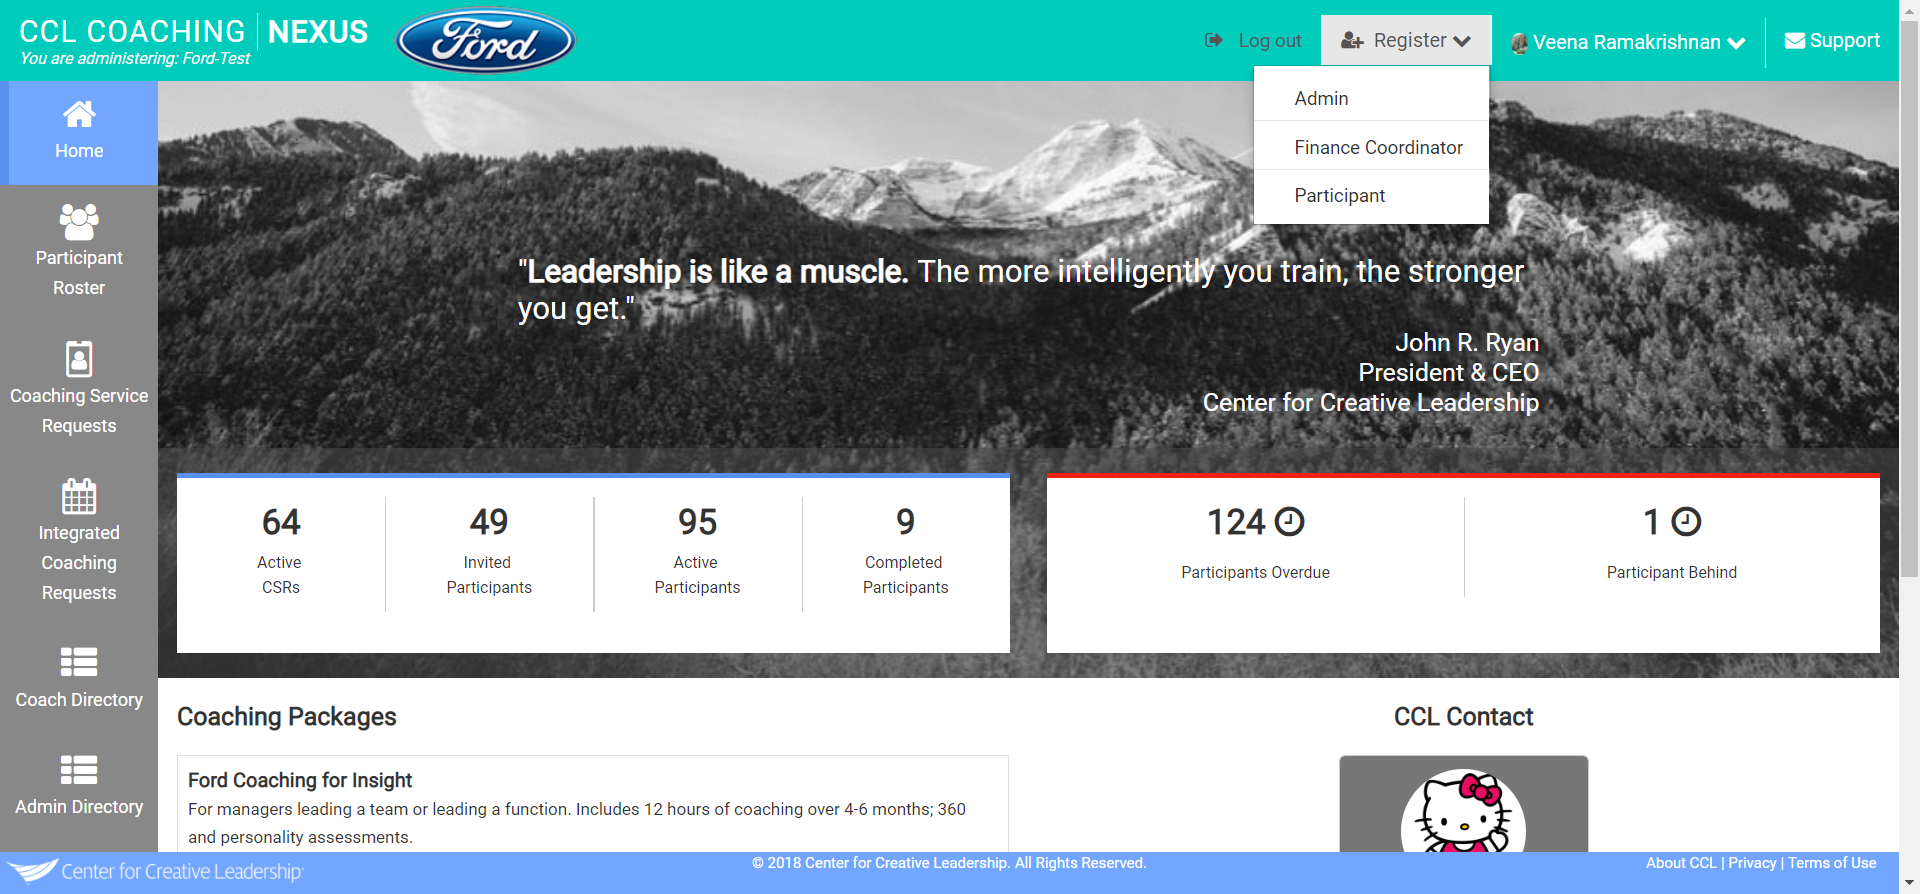 CCL COACHING NEXUS
You are administering: Ford-Test
Ford
Log out
Register
Veena Ramakrishnan
Support
Admin
Finance Coordinator
Participant
Home
Participant
Roster
Coaching Service
Requests
Integrated
Coaching
Requests
Coach Directory
Admin Directory
"Leadership is like a muscle. The more intelligently you train, the stronger
you get."
John R. Ryan
President & CEO
Center for Creative Leadership
64
Active
CSRs
49
Invited
Participants
95
Active
Participants
9
Completed
Participants
124
Participants Overdue
1
Participant Behind
Coaching Packages
Ford Coaching for Insight
For managers leading a team or leading a function. Includes 12 hours of coaching over 4-6 months; 360
and personality assessments.
CCL Contact
Center for Creative Leadership
© 2018 Center for Creative Leadership. All Rights Reserved.
About CCL | Privacy | Terms of Use